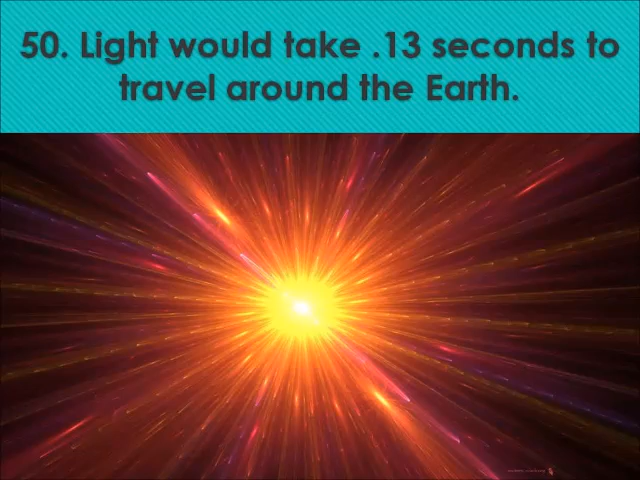 50. Light would take .13 seconds to
travel around the Earth.